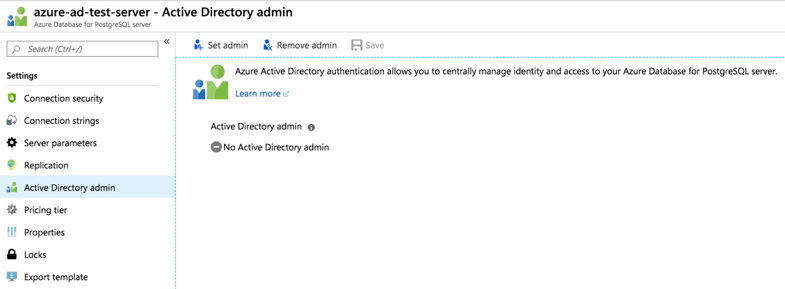 azure-ad-test-server - Active Directory admin
Azure Database for PostgreSQL server
Search (Ctrl+/)
«
Set admin
Remove admin
Save
Settings
Connection security
Connection strings
Server parameters
Replication
Active Directory admin
Pricing tier
Properties
Locks
Export template
Azure Active Directory authentication allows you to centrally manage identity and access to your Azure Database for PostgreSQL server.
Learn more
Active Directory admin
No Active Directory admin